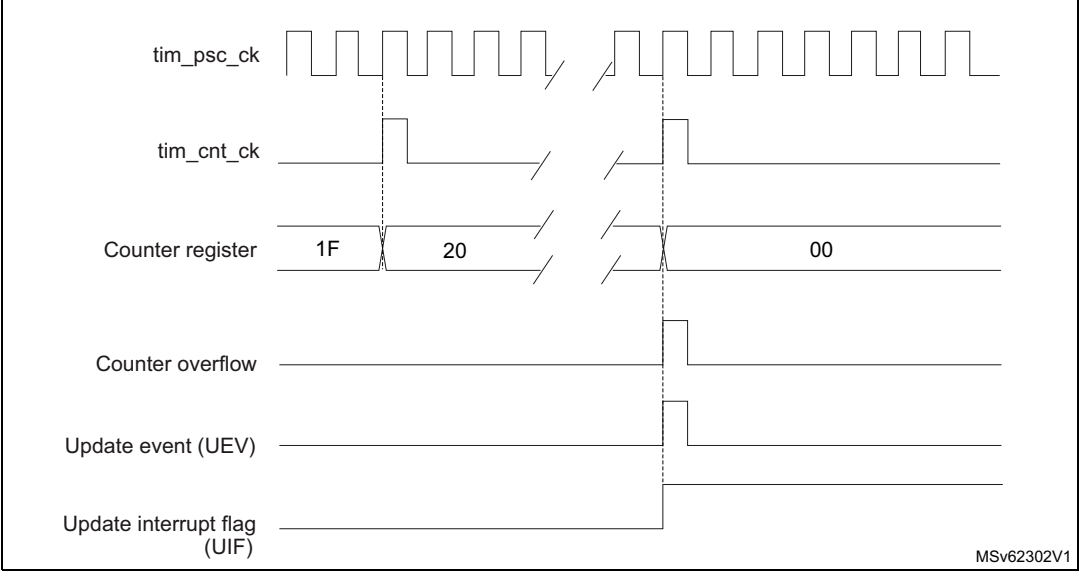 tim_psc_ck
tim_cnt_ck
Counter register
1F
20
00
Counter overflow
Update event (UEV)
Update interrupt flag
(UIF)
MSv62302V1